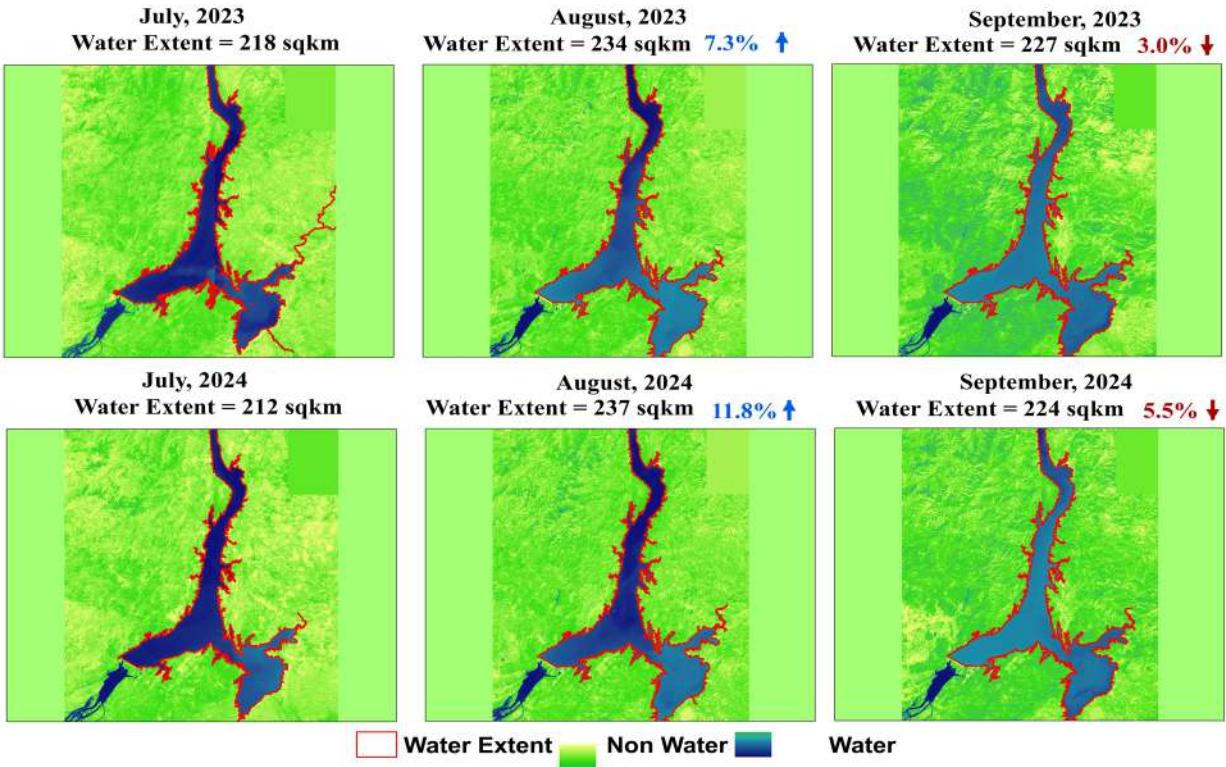 July, 2023
Water Extent = 218 sqkm
August, 2023
Water Extent = 234 sqkm 7.3%
September, 2023
Water Extent = 227 sqkm 3.0%
July, 2024
Water Extent = 212 sqkm
August, 2024
Water Extent = 237 sqkm 11.8%
September, 2024
Water Extent = 224 sqkm 5.5%
Water Extent Non Water Water